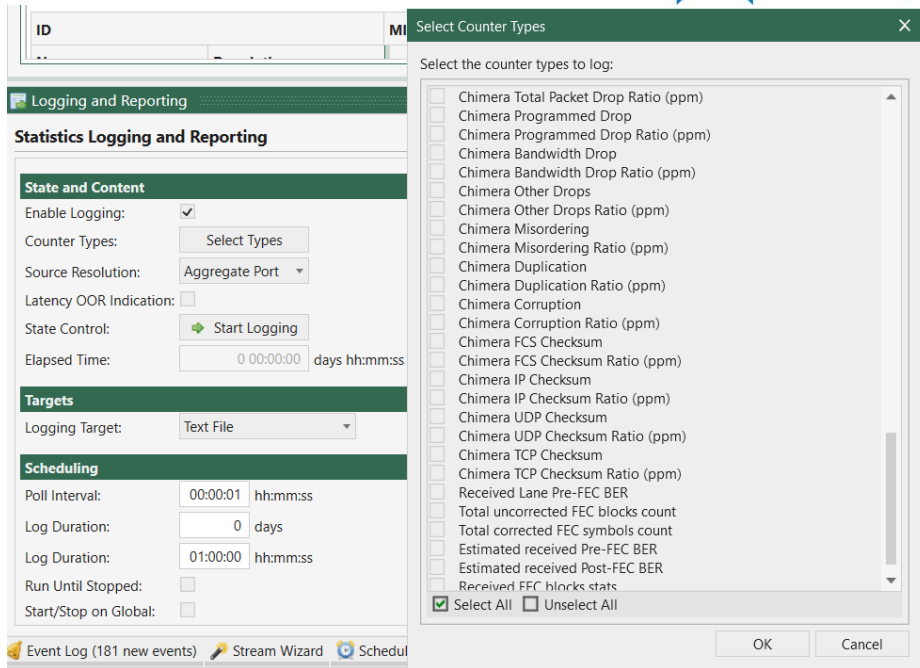 ID
MI
Logging and Reporting
Statistics Logging and Reporting
State and Content
Enable Logging:
Counter Types: Select Types
Source Resolution: Aggregate Port
Latency OOR Indication:
State Control: Start Logging
Elapsed Time: 0 00:00:00 days hh:mm:ss
Targets
Logging Target: Text File
Scheduling
Poll Interval: 00:00:01 hh:mm:ss
Log Duration: 0 days
Log Duration: 01:00:00 hh:mm:ss
Run Until Stopped:
Start/Stop on Global:
Event Log (181 new events) Stream Wizard Schedul
Select Counter Types
Select the counter types to log:
Chimera Total Packet Drop Ratio (ppm)
Chimera Programmed Drop
Chimera Programmed Drop Ratio (ppm)
Chimera Bandwidth Drop
Chimera Bandwidth Drop Ratio (ppm)
Chimera Other Drops
Chimera Other Drops Ratio (ppm)
Chimera Misordering
Chimera Misordering Ratio (ppm)
Chimera Duplication
Chimera Duplication Ratio (ppm)
Chimera Corruption
Chimera Corruption Ratio (ppm)
Chimera FCS Checksum
Chimera FCS Checksum Ratio (ppm)
Chimera IP Checksum
Chimera IP Checksum Ratio (ppm)
Chimera UDP Checksum
Chimera UDP Checksum Ratio (ppm)
Chimera TCP Checksum
Chimera TCP Checksum Ratio (ppm)
Received Lane Pre-FEC BER
Total uncorrected FEC blocks count
Total corrected FEC symbols count
Estimated received Pre-FEC BER
Estimated received Post-FEC BER
Received FEC blocks stats
Select All Unselect All
OK Cancel